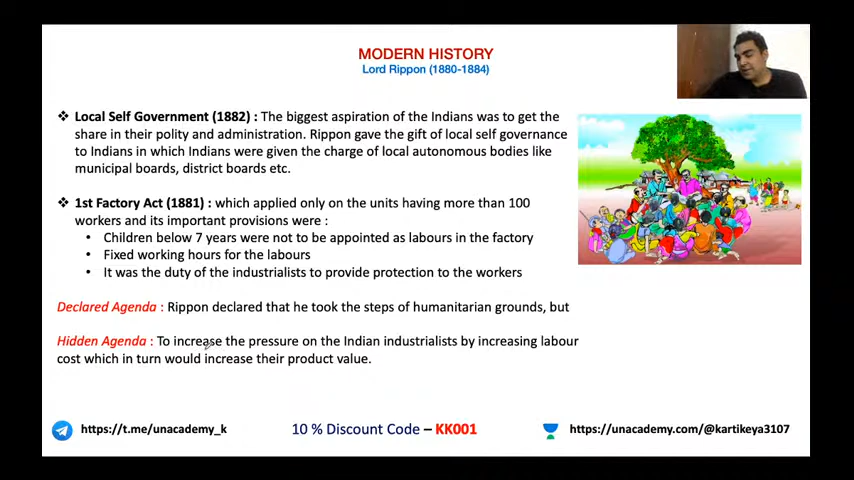 MODERN HISTORY
Lord Rippon (1880-1884)
❖ Local Self Government (1882) : The biggest aspiration of the Indians was to get the
share in their polity and administration. Rippon gave the gift of local self governance
to Indians in which Indians were given the charge of local autonomous bodies like
municipal boards, district boards etc.
❖ 1st Factory Act (1881) : which applied only on the units having more than 100
workers and its important provisions were :
• Children below 7 years were not to be appointed as labours in the factory
• Fixed working hours for the labours
• It was the duty of the industrialists to provide protection to the workers
Declared Agenda : Rippon declared that he took the steps of humanitarian grounds, but
Hidden Agenda : To increase the pressure on the Indian industrialists by increasing labour
cost which in turn would increase their product value.
https://t.me/unacademy_k
10 % Discount Code – KK001
https://unacademy.com/@kartikeya3107